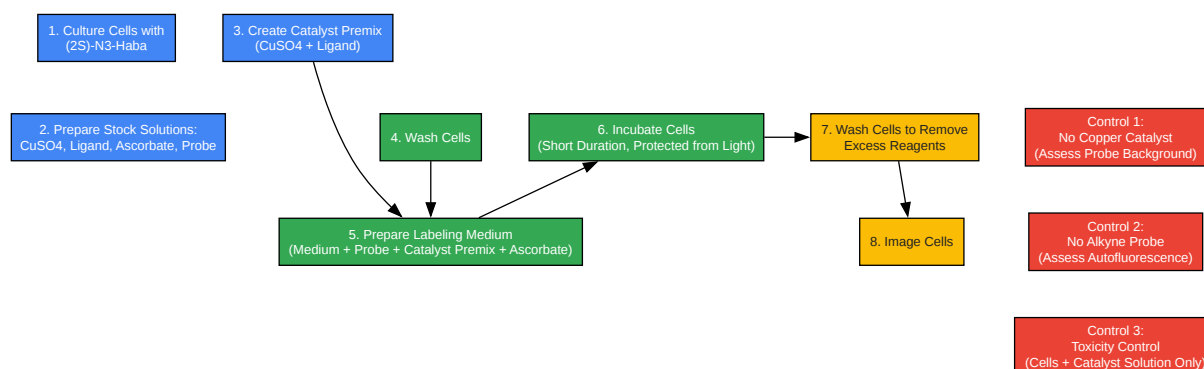 1. Culture Cells with
(2S)-N3-Haba
3. Create Catalyst Premix
(CuSO4 + Ligand)
2. Prepare Stock Solutions:
CuSO4, Ligand, Ascorbate, Probe
4. Wash Cells
6. Incubate Cells
(Short Duration, Protected from Light)
7. Wash Cells to Remove
Excess Reagents
Control 1:
No Copper Catalyst
(Assess Probe Background)
5. Prepare Labeling Medium
(Medium + Probe + Catalyst Premix + Ascorbate)
8. Image Cells
Control 2:
No Alkyne Probe
(Assess Autofluorescence)
Control 3:
Toxicity Control
(Cells + Catalyst Solution Only)